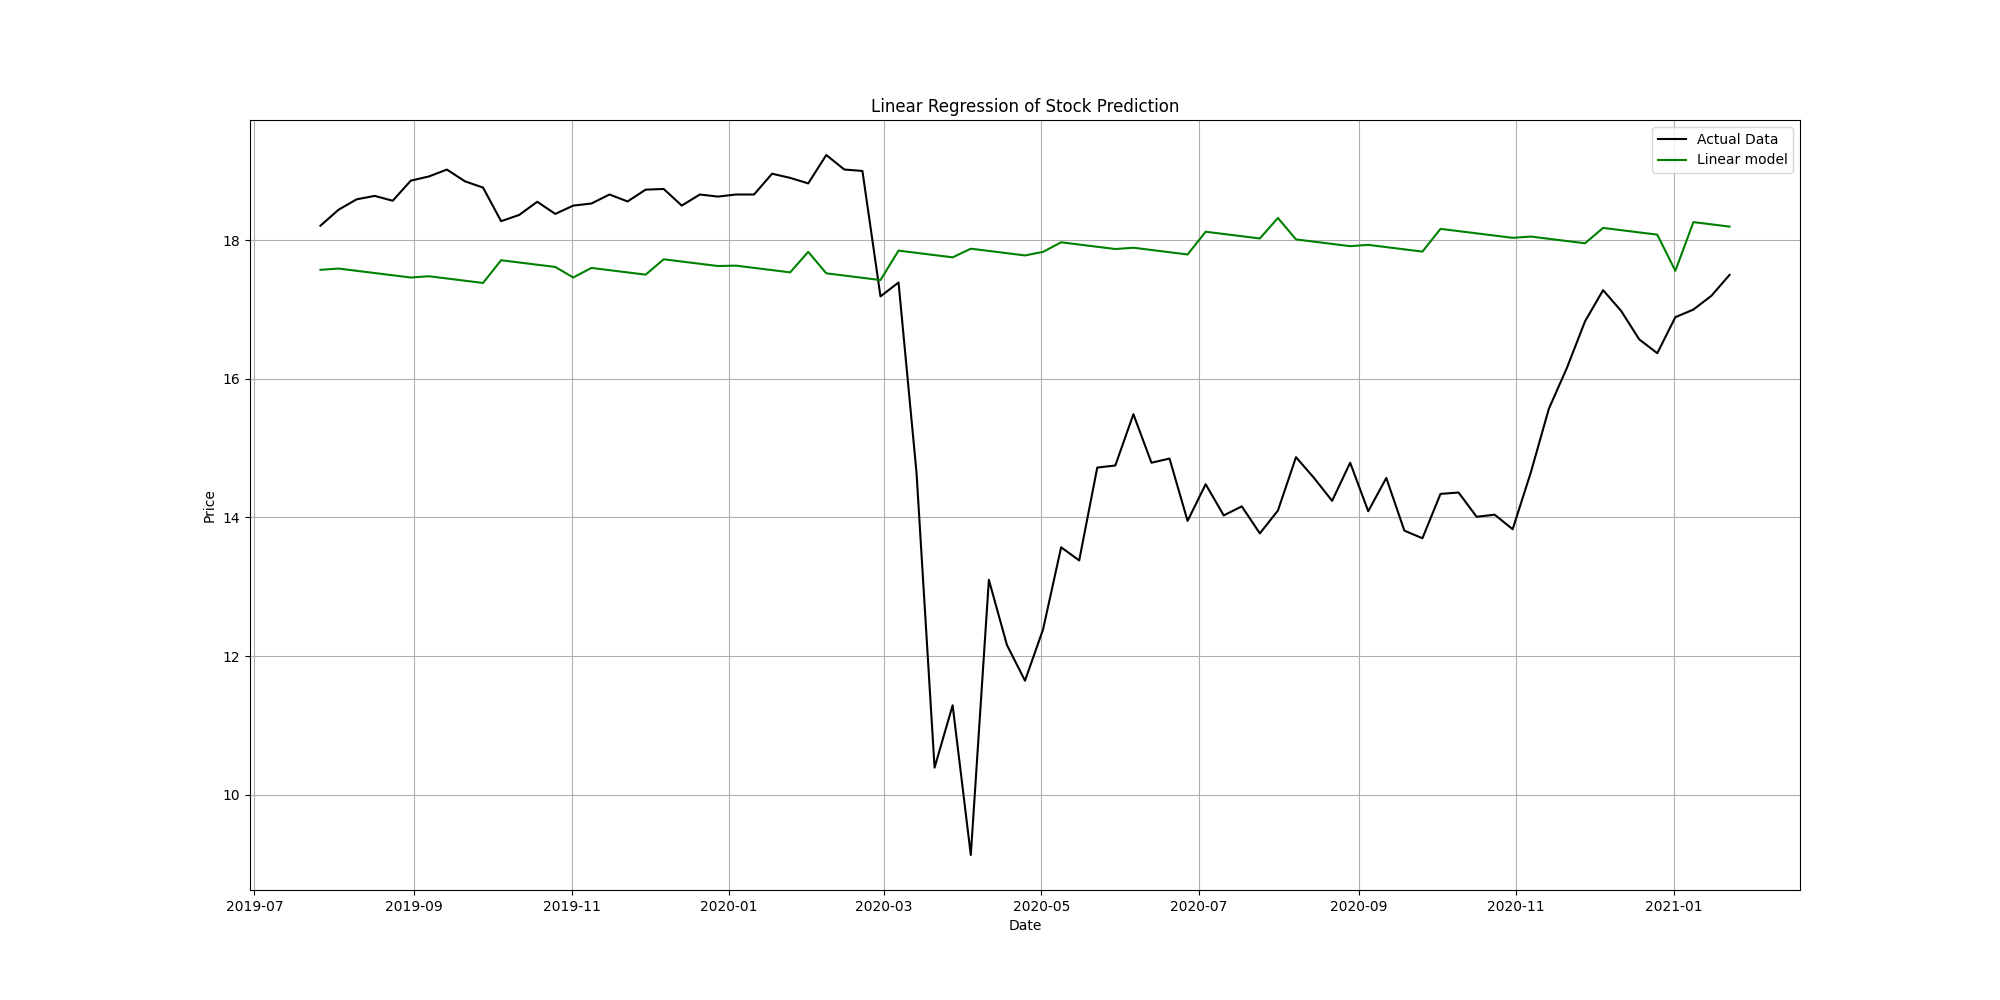 Linear Regression of Stock Prediction
Actual Data
Linear model
18
16
14
12
10
Price
2019-07 2019-09 2019-11 2020-01 2020-03 2020-05 2020-07 2020-09 2020-11 2021-01
Date